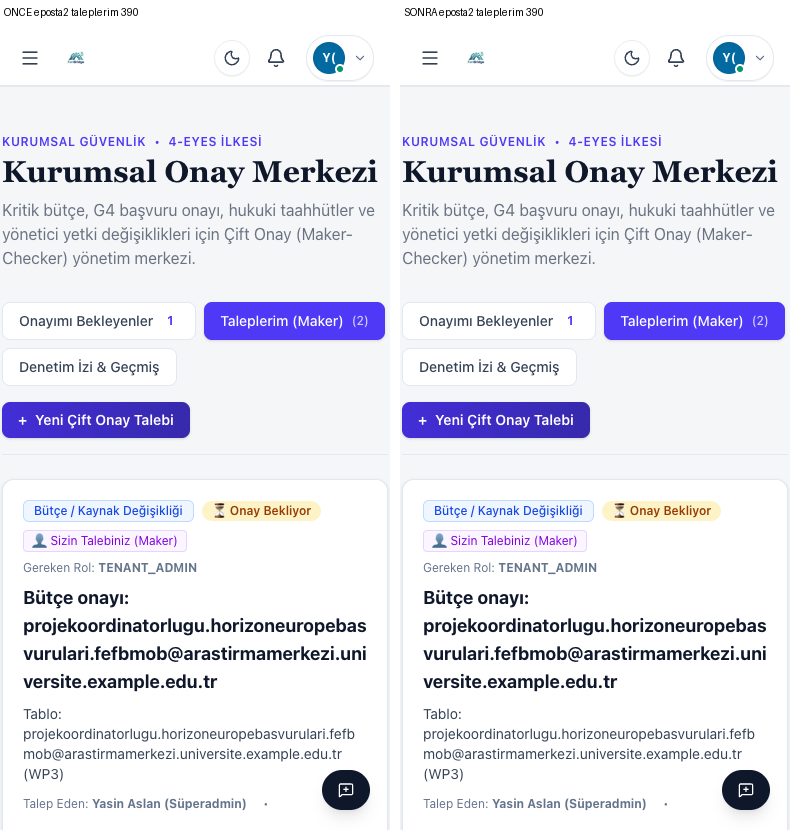 ONCE eposta2 taleplerim 390
Y(
KURUMSAL GÜVENLİK • 4-EYES İLKESİ
Kurumsal Onay Merkezi
Kritik bütçe, G4 başvuru onayı, hukuki taahhütler ve
yönetici yetki değişiklikleri için Çift Onay (Maker-
Checker) yönetim merkezi.
Onayımı Bekleyenler 1
Taleplerim (Maker) (2)
Denetim İzi & Geçmiş
+ Yeni Çift Onay Talebi
Bütçe / Kaynak Değişikliği
⏳ Onay Bekliyor
👤 Sizin Talebiniz (Maker)
Gereken Rol: TENANT_ADMIN
Bütçe onayı:
projekoordinatorlugu.horizoneuropebas
vurulari.fefbmob@arastirmamerkezi.uni
versite.example.edu.tr
Tablo:
projekoordinatorlugu.horizoneuropebasvurulari.fefb
mob@arastirmamerkezi.universite.example.edu.tr
(WP3)
Talep Eden: Yasin Aslan (Süperadmin) •
SONRA eposta2 taleplerim 390
Y(
KURUMSAL GÜVENLİK • 4-EYES İLKESİ
Kurumsal Onay Merkezi
Kritik bütçe, G4 başvuru onayı, hukuki taahhütler ve
yönetici yetki değişiklikleri için Çift Onay (Maker-
Checker) yönetim merkezi.
Onayımı Bekleyenler 1
Taleplerim (Maker) (2)
Denetim İzi & Geçmiş
+ Yeni Çift Onay Talebi
Bütçe / Kaynak Değişikliği
⏳ Onay Bekliyor
👤 Sizin Talebiniz (Maker)
Gereken Rol: TENANT_ADMIN
Bütçe onayı:
projekoordinatorlugu.horizoneuropebas
vurulari.fefbmob@arastirmamerkezi.uni
versite.example.edu.tr
Tablo:
projekoordinatorlugu.horizoneuropebasvurulari.fefb
mob@arastirmamerkezi.universite.example.edu.tr
(WP3)
Talep Eden: Yasin Aslan (Süperadmin) •